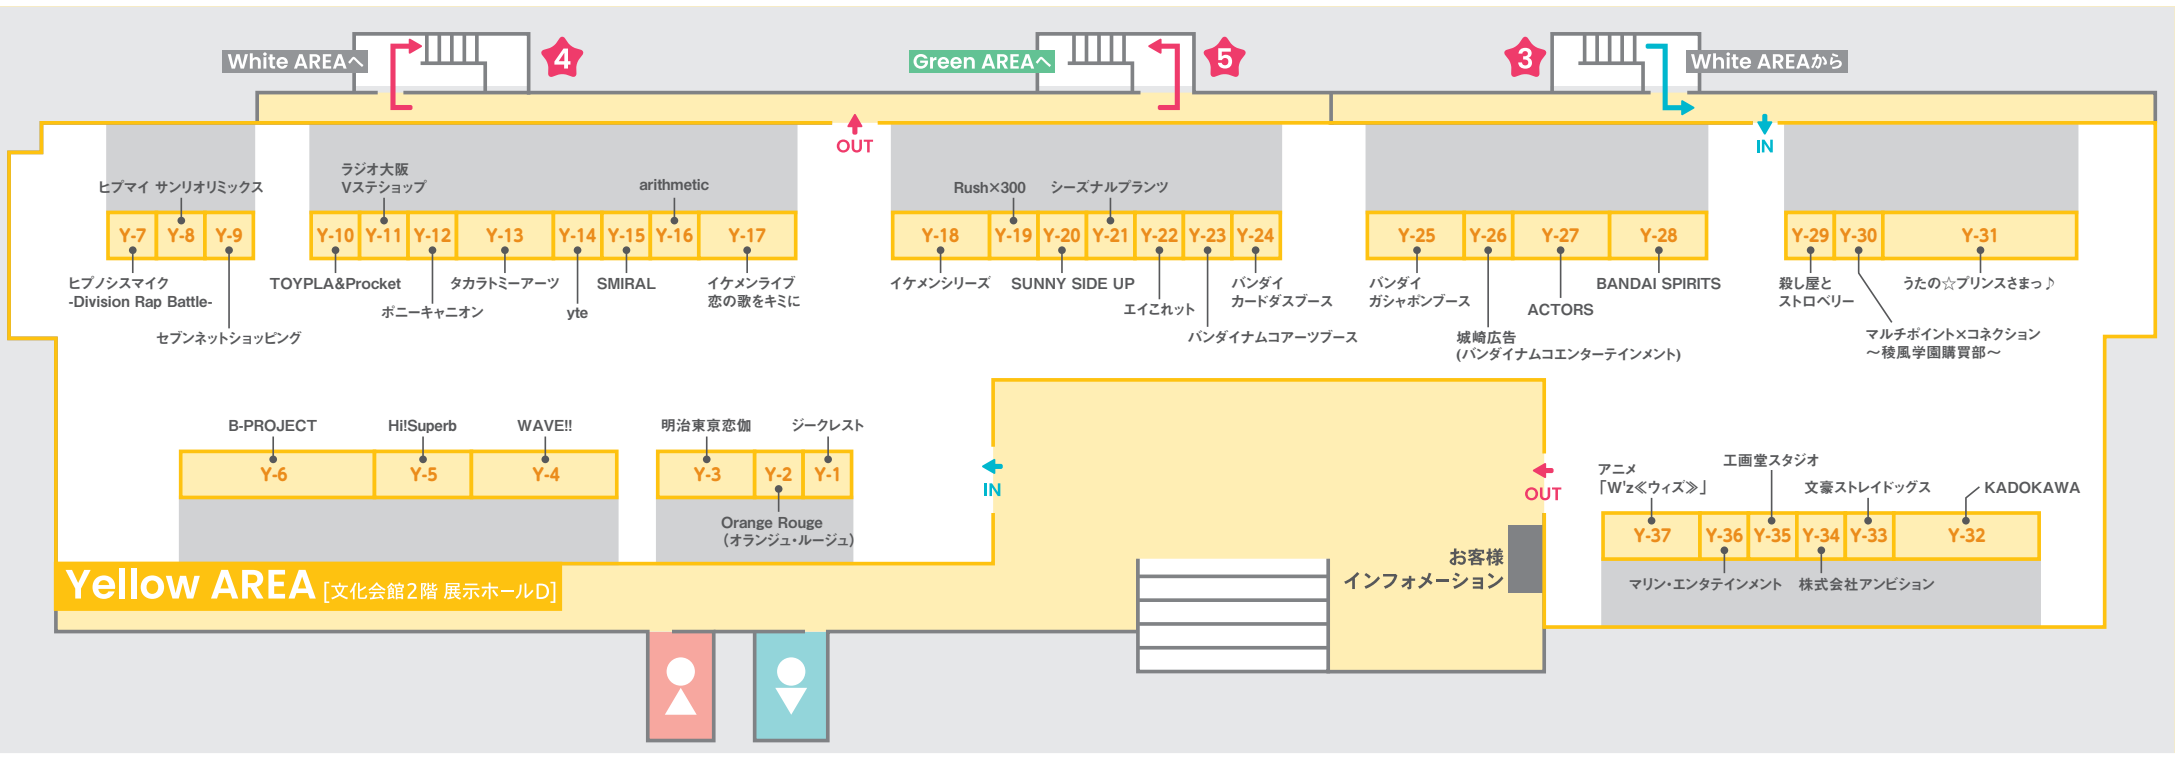 White AREAへ
4
Green AREAへ
5
3
White AREAから
OUT
IN
ヒプマイ サンリオリミックス
ラジオ大阪
Vステショップ
arithmetic
Rush×300
シーズナルプランツ
Y-7
Y-8
Y-9
Y-10
Y-11
Y-12
Y-13
Y-14
Y-15
Y-16
Y-17
Y-18
Y-19
Y-20
Y-21
Y-22
Y-23
Y-24
Y-25
Y-26
Y-27
Y-28
Y-29
Y-30
Y-31
ヒプノシスマイク
-Division Rap Battle-
セブンネットショッピング
TOYPLA&Procket
ポニーキャニオン
タカラトミーアーツ
yte
SMIRAL
イケメンライブ
恋の歌をキミに
イケメンシリーズ
SUNNY SIDE UP
エイこれット
バンダイナムコアーツブース
バンダイ
カードダスブース
バンダイ
ガシャポンブース
城崎広告
(バンダイナムコエンターテインメント)
ACTORS
BANDAI SPIRITS
殺し屋と
ストロベリー
マルチポイント×コネクション
～稜風学園購買部～
うたの☆プリンスさまっ♪
B-PROJECT
Hi!Superb
WAVE!!
明治東亰恋伽
ジークレスト
Y-6
Y-5
Y-4
Y-3
Y-2
Y-1
Orange Rouge
（オランジュ・ルージュ）
IN
OUT
お客様
インフォメーション
アニメ
「W'z≪ウィズ≫」
工画堂スタジオ
文豪ストレイドッグス
KADOKAWA
Y-37
Y-36
Y-35
Y-34
Y-33
Y-32
マリン・エンタテインメント
株式会社アンビション
Yellow AREA [文化会館2階 展示ホールD]